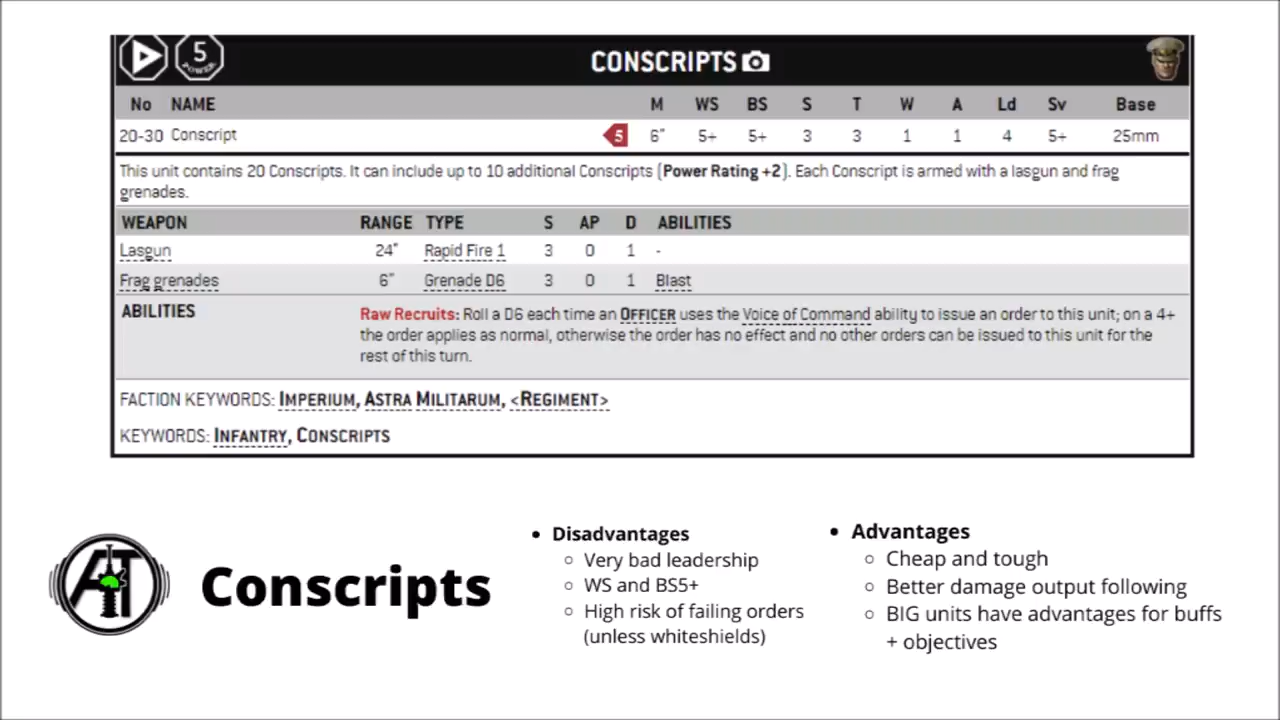 5
POWER
CONSCRIPTS
No NAME M WS BS S T W A Ld Sv Base
20-30 Conscript 5 6" 5+ 5+ 3 3 1 1 4 5+ 25mm
This unit contains 20 Conscripts. It can include up to 10 additional Conscripts (Power Rating +2). Each Conscript is armed with a lasgun and frag
grenades.
WEAPON RANGE TYPE S AP D ABILITIES
Lasgun 24" Rapid Fire 1 3 0 1 -
Frag grenades 6" Grenade D6 3 0 1 Blast
ABILITIES
Raw Recruits: Roll a D6 each time an OFFICER uses the Voice of Command ability to issue an order to this unit; on a 4+
the order applies as normal, otherwise the order has no effect and no other orders can be issued to this unit for the
rest of this turn.
FACTION KEYWORDS: IMPERIUM, ASTRA MILITARUM, <REGIMENT>
KEYWORDS: INFANTRY, CONSCRIPTS
AT
Conscripts
• Disadvantages
○ Very bad leadership
○ WS and BS5+
○ High risk of failing orders
(unless whiteshields)
• Advantages
○ Cheap and tough
○ Better damage output following
○ BIG units have advantages for buffs
+ objectives